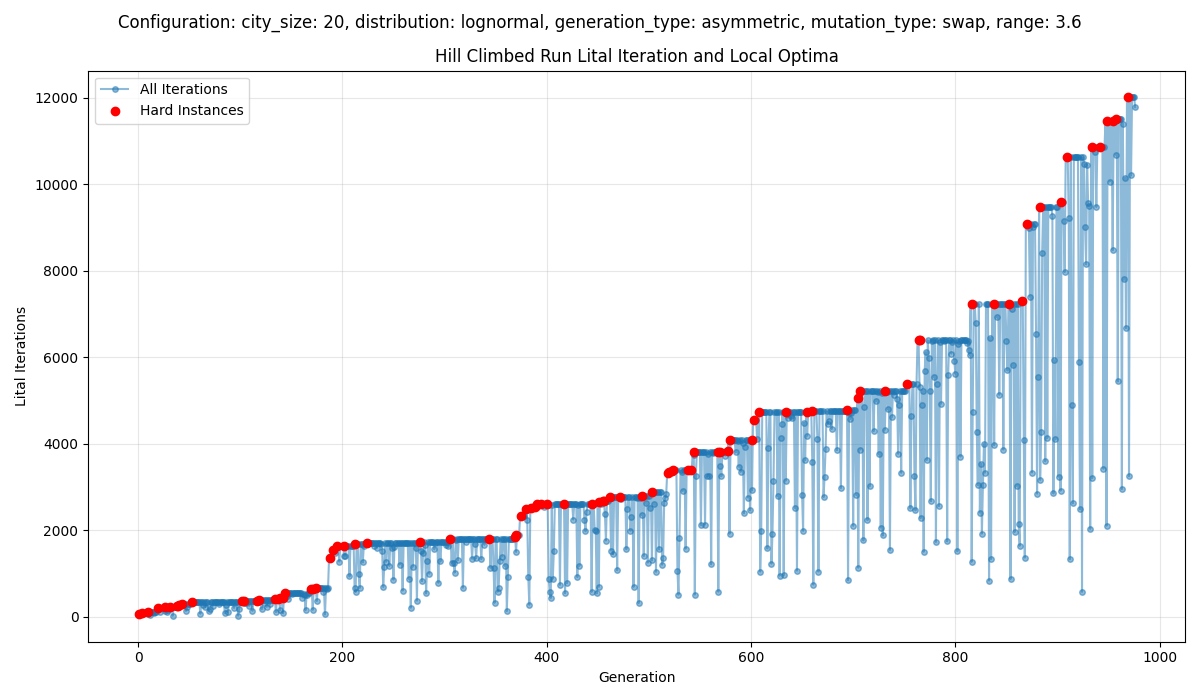 Configuration: city_size: 20, distribution: lognormal, generation_type: asymmetric, mutation_type: swap, range: 3.6
Hill Climbed Run Lital Iteration and Local Optima
All Iterations
Hard Instances
12000
10000
8000
6000
4000
2000
0
Lital Iterations
0 200 400 600 800 1000
Generation